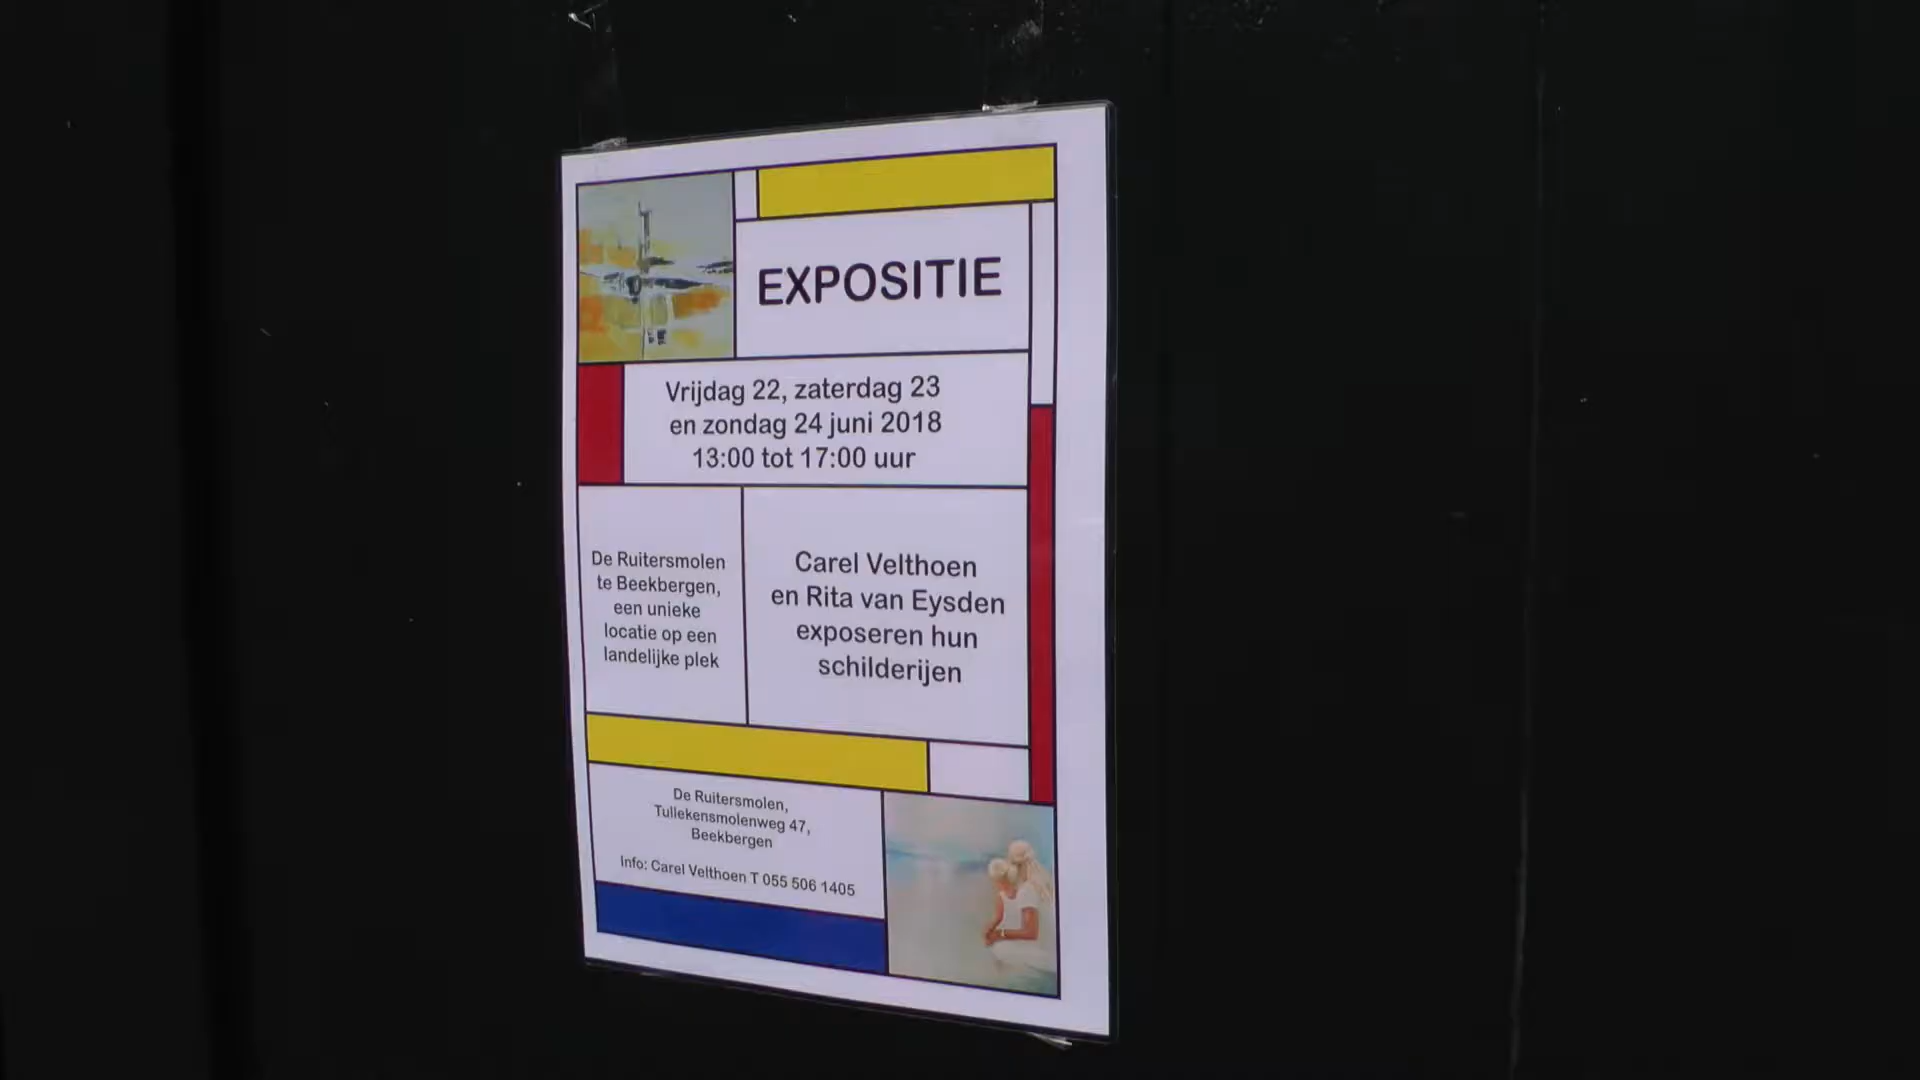 EXPOSITIE
Vrijdag 22, zaterdag 23
en zondag 24 juni 2018
13:00 tot 17:00 uur
De Ruitersmolen
te Beekbergen,
een unieke
locatie op een
landelijke plek
Carel Velthoen
en Rita van Eysden
exposeren hun
schilderijen
De Ruitersmolen,
Tullekensmolenweg 47,
Beekbergen
Info: Carel Velthoen T 055 506 1405